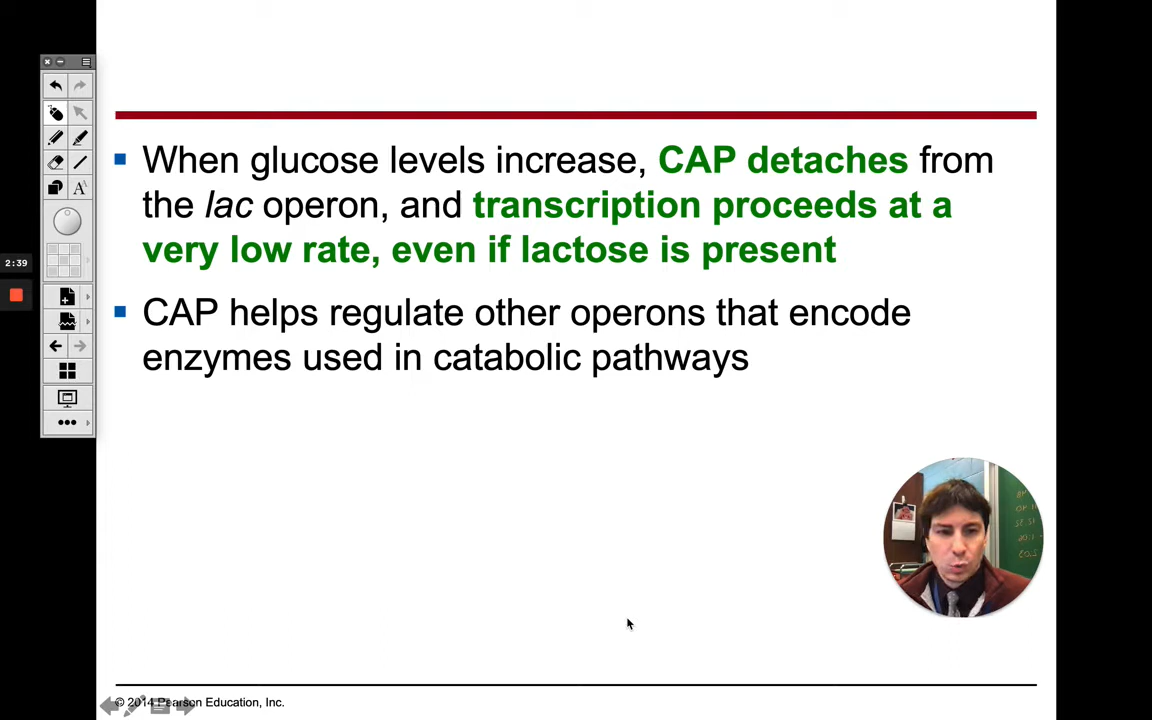 When glucose levels increase, CAP detaches from
the lac operon, and transcription proceeds at a
very low rate, even if lactose is present
CAP helps regulate other operons that encode
enzymes used in catabolic pathways
2:39
A
© 2014 Pearson Education, Inc.